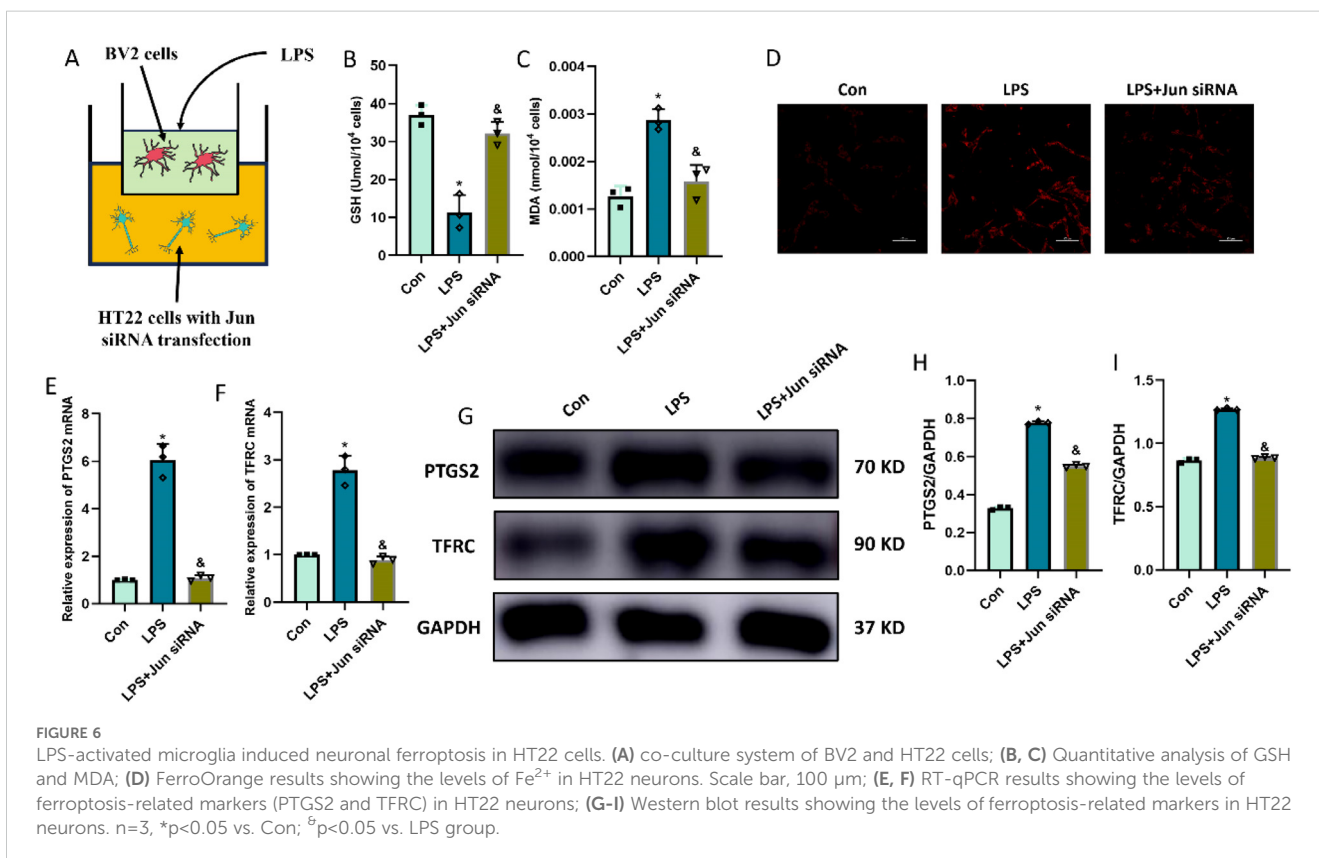 A
BV2 cells
LPS
HT22 cells with Jun
siRNA transfection
B
GSH (Umol/10⁴ cells)
50
40
30
20
10
0
*
&
Con
LPS
LPS+Jun siRNA
C
MDA (nmol/10⁴ cells)
0.004
0.003
0.002
0.001
0.000
*
&
Con
LPS
LPS+Jun siRNA
D
Con
LPS
LPS+Jun siRNA
E
Relative expression of PTGS2 mRNA
8
6
4
2
0
*
&
Con
LPS
LPS+Jun siRNA
F
Relative expression of TFRC mRNA
4
3
2
1
0
*
&
Con
LPS
LPS+Jun siRNA
G
Con
LPS
LPS+Jun siRNA
PTGS2
70 KD
TFRC
90 KD
GAPDH
37 KD
H
PTGS2/GAPDH
0.8
0.6
0.4
0.2
0.0
*
&
Con
LPS
LPS+Jun siRNA
I
TFRC/GAPDH
1.5
1.0
0.5
0.0
*
&
Con
LPS
LPS+Jun siRNA
FIGURE 6
LPS-activated microglia induced neuronal ferroptosis in HT22 cells. (A) co-culture system of BV2 and HT22 cells; (B, C) Quantitative analysis of GSH
and MDA; (D) FerroOrange results showing the levels of Fe²⁺ in HT22 neurons. Scale bar, 100 μm; (E, F) RT-qPCR results showing the levels of
ferroptosis-related markers (PTGS2 and TFRC) in HT22 neurons; (G-I) Western blot results showing the levels of ferroptosis-related markers in HT22
neurons. n=3, *p<0.05 vs. Con; &p<0.05 vs. LPS group.